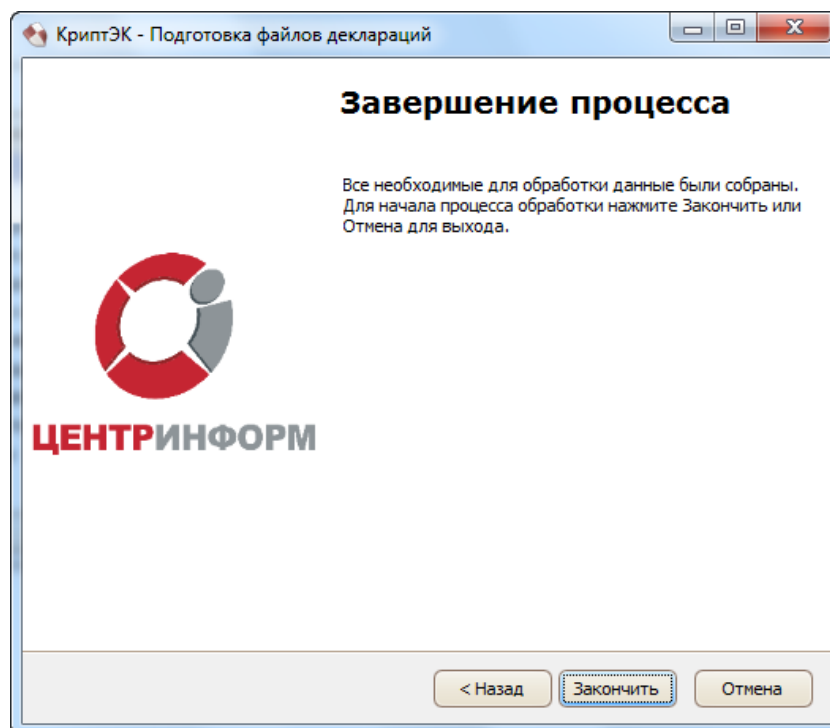 КриптЭК - Подготовка файлов деклараций
Завершение процесса
Все необходимые для обработки данные были собраны.
Для начала процесса обработки нажмите Закончить или
Отмена для выхода.
ЦЕНТРИНФОРМ
< Назад
Закончить
Отмена